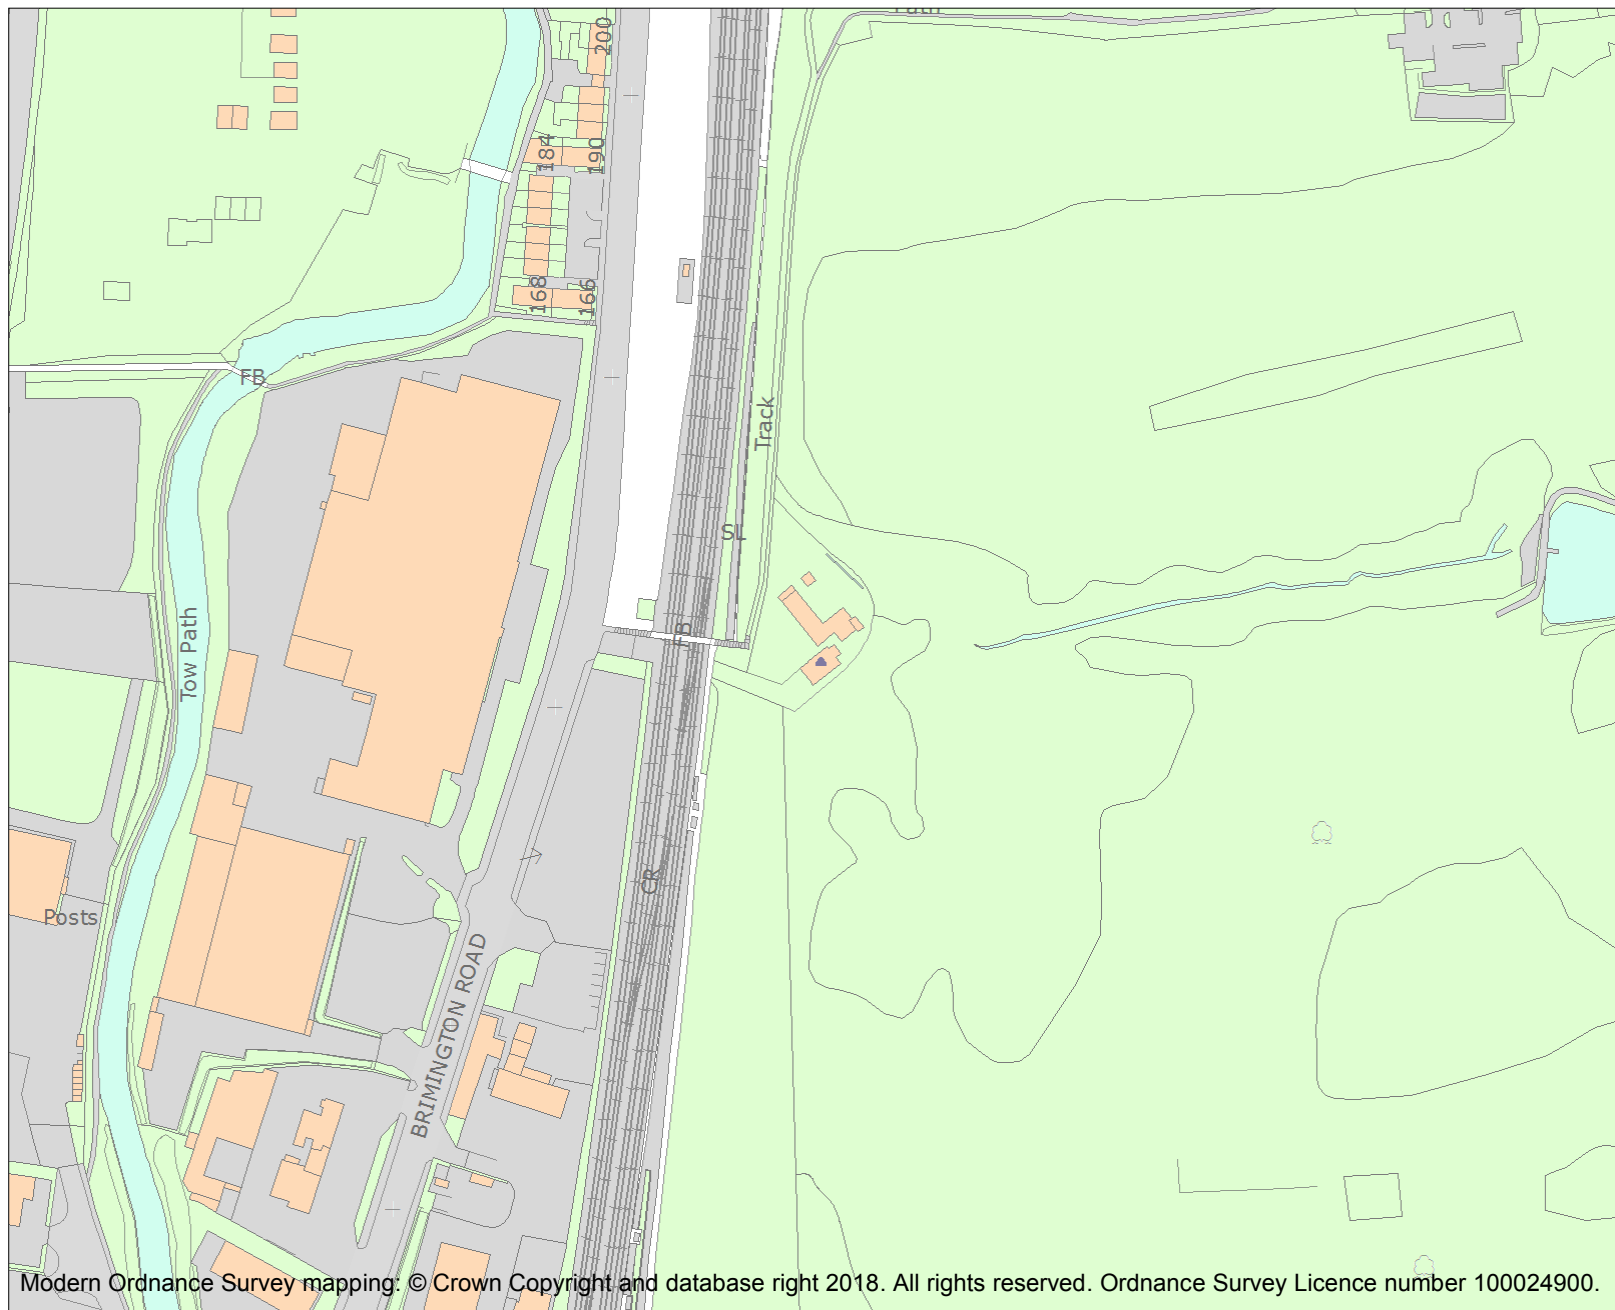 Path
200
184
190
168
166
FB
Track
SL
FB
Tow Path
CR
Posts
BRIMINGTON ROAD
Modern Ordnance Survey mapping: © Crown Copyright and database right 2018. All rights reserved. Ordnance Survey Licence number 100024900.